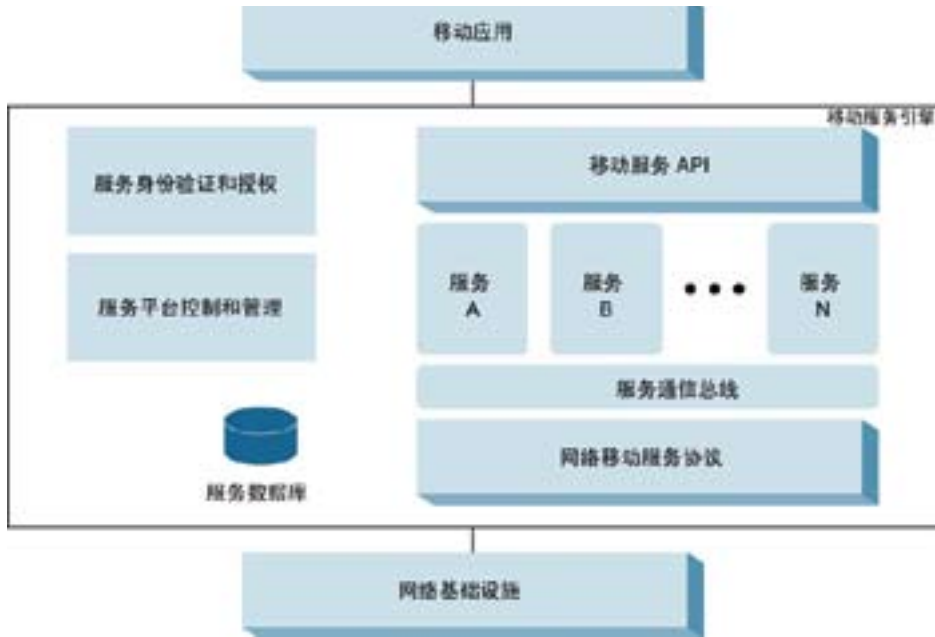 移动应用
移动服务引擎
服务身份验证和授权
移动服务 API
服务平台控制和管理
服务
A
服务
B
服务
N
服务通信总线
网络移动服务协议
服务数据库
网络基础设施